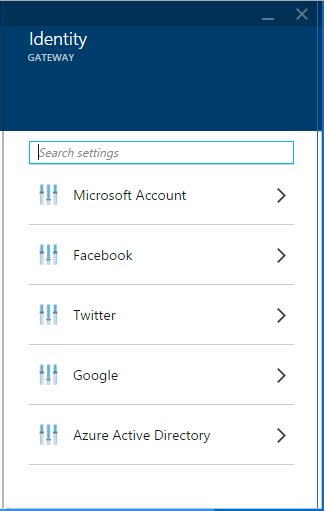 Identity
GATEWAY
Search settings
Microsoft Account
Facebook
Twitter
Google
Azure Active Directory